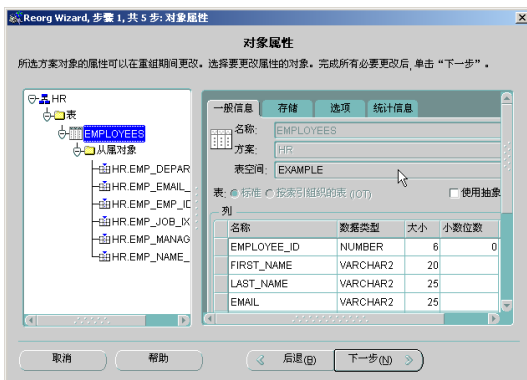 Reorg Wizard, 步骤 1, 共 5 步: 对象属性
对象属性
所选方案对象的属性可以在重组期间更改。选择要更改属性的对象。完成所有必要更改后, 单击 “下一步” 。
HR
表
EMPLOYEES
从属对象
HR.EMP_DEPAR
HR.EMP_EMAIL_
HR.EMP_EMP_ID
HR.EMP_JOB_IX
HR.EMP_MANAG
HR.EMP_NAME_
一般信息 存储 选项 统计信息
名称: EMPLOYEES
方案: HR
表空间: EXAMPLE
表: 标准 按索引组织的表 (IOT) 使用抽象
列
名称 数据类型 大小 小数位数
EMPLOYEE_ID NUMBER 6 0
FIRST_NAME VARCHAR2 20
LAST_NAME VARCHAR2 25
EMAIL VARCHAR2 25
取消 帮助 后退(B) 下一步(N)